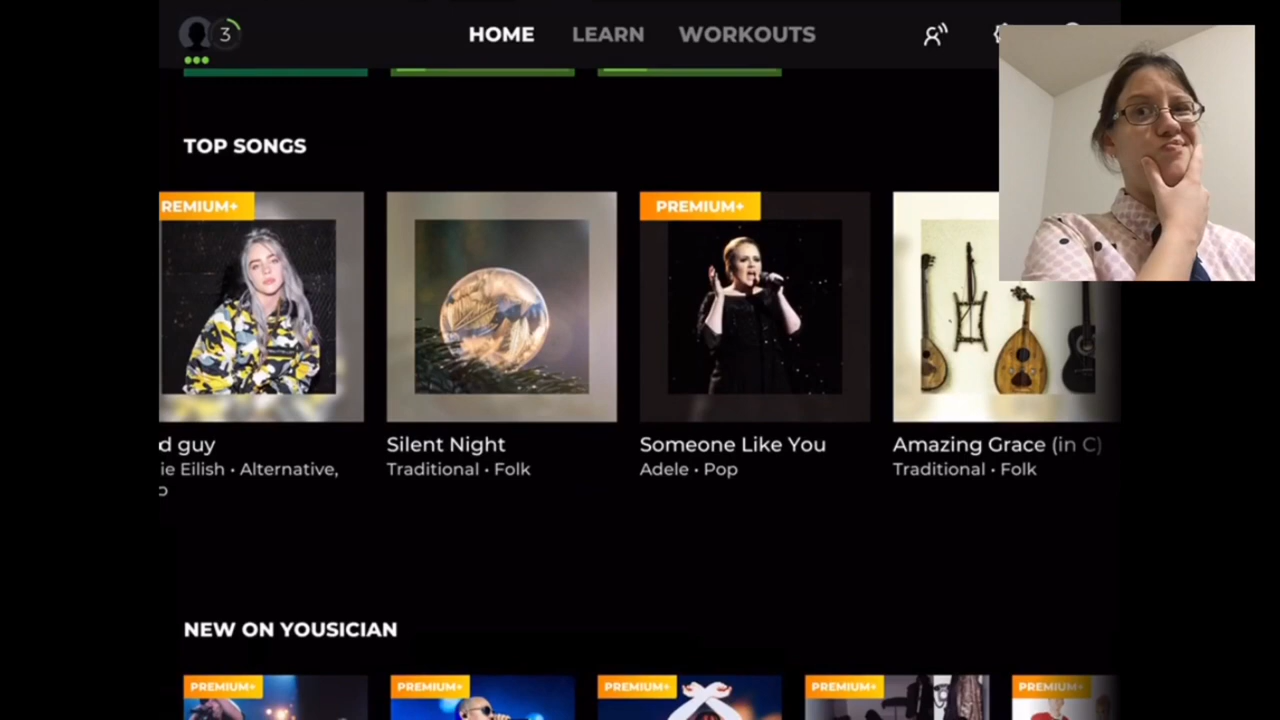 3
HOME LEARN WORKOUTS
TOP SONGS
REMIUM+
PREMIUM+
d guy
ie Eilish • Alternative,
Silent Night
Traditional • Folk
Someone Like You
Adele • Pop
Amazing Grace (in C)
Traditional • Folk
NEW ON YOUSICIAN
PREMIUM+
PREMIUM+
PREMIUM+
PREMIUM+
PREMIUM+